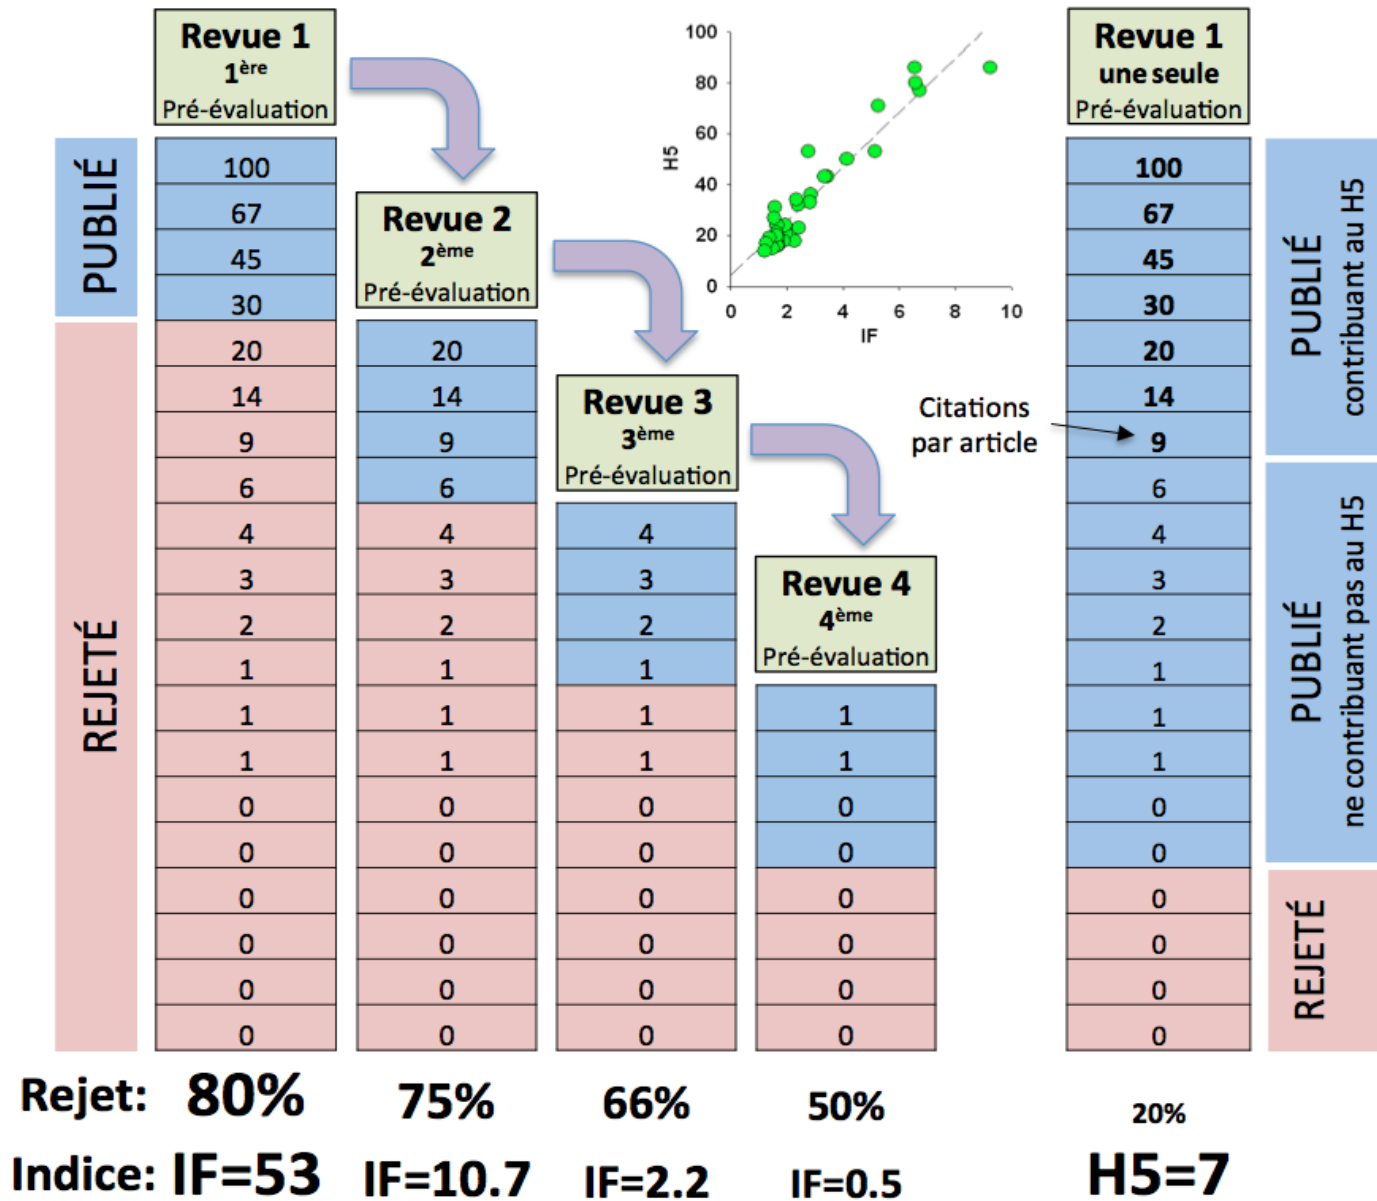 Revue 1
1ère
Pré-évaluation
PUBLIÉ
REJETÉ
100
67
45
30
20
14
9
6
4
3
2
1
1
1
0
0
0
0
0
0
Revue 2
2ème
Pré-évaluation
20
14
9
6
4
3
2
1
1
1
0
0
0
0
0
0
Revue 3
3ème
Pré-évaluation
4
3
2
1
1
1
0
0
0
0
0
0
Revue 4
4ème
Pré-évaluation
1
1
0
0
0
0
0
0
H5
100
80
60
40
20
0
0 2 4 6 8 10
IF
Citations
par article
Revue 1
une seule
Pré-évaluation
100
67
45
30
20
14
9
6
4
3
2
1
1
1
0
0
0
0
0
0
PUBLIÉ
contribuant au H5
PUBLIÉ
ne contribuant pas au H5
REJETÉ
Rejet: 80% 75% 66% 50% 20%
Indice: IF=53 IF=10.7 IF=2.2 IF=0.5 H5=7